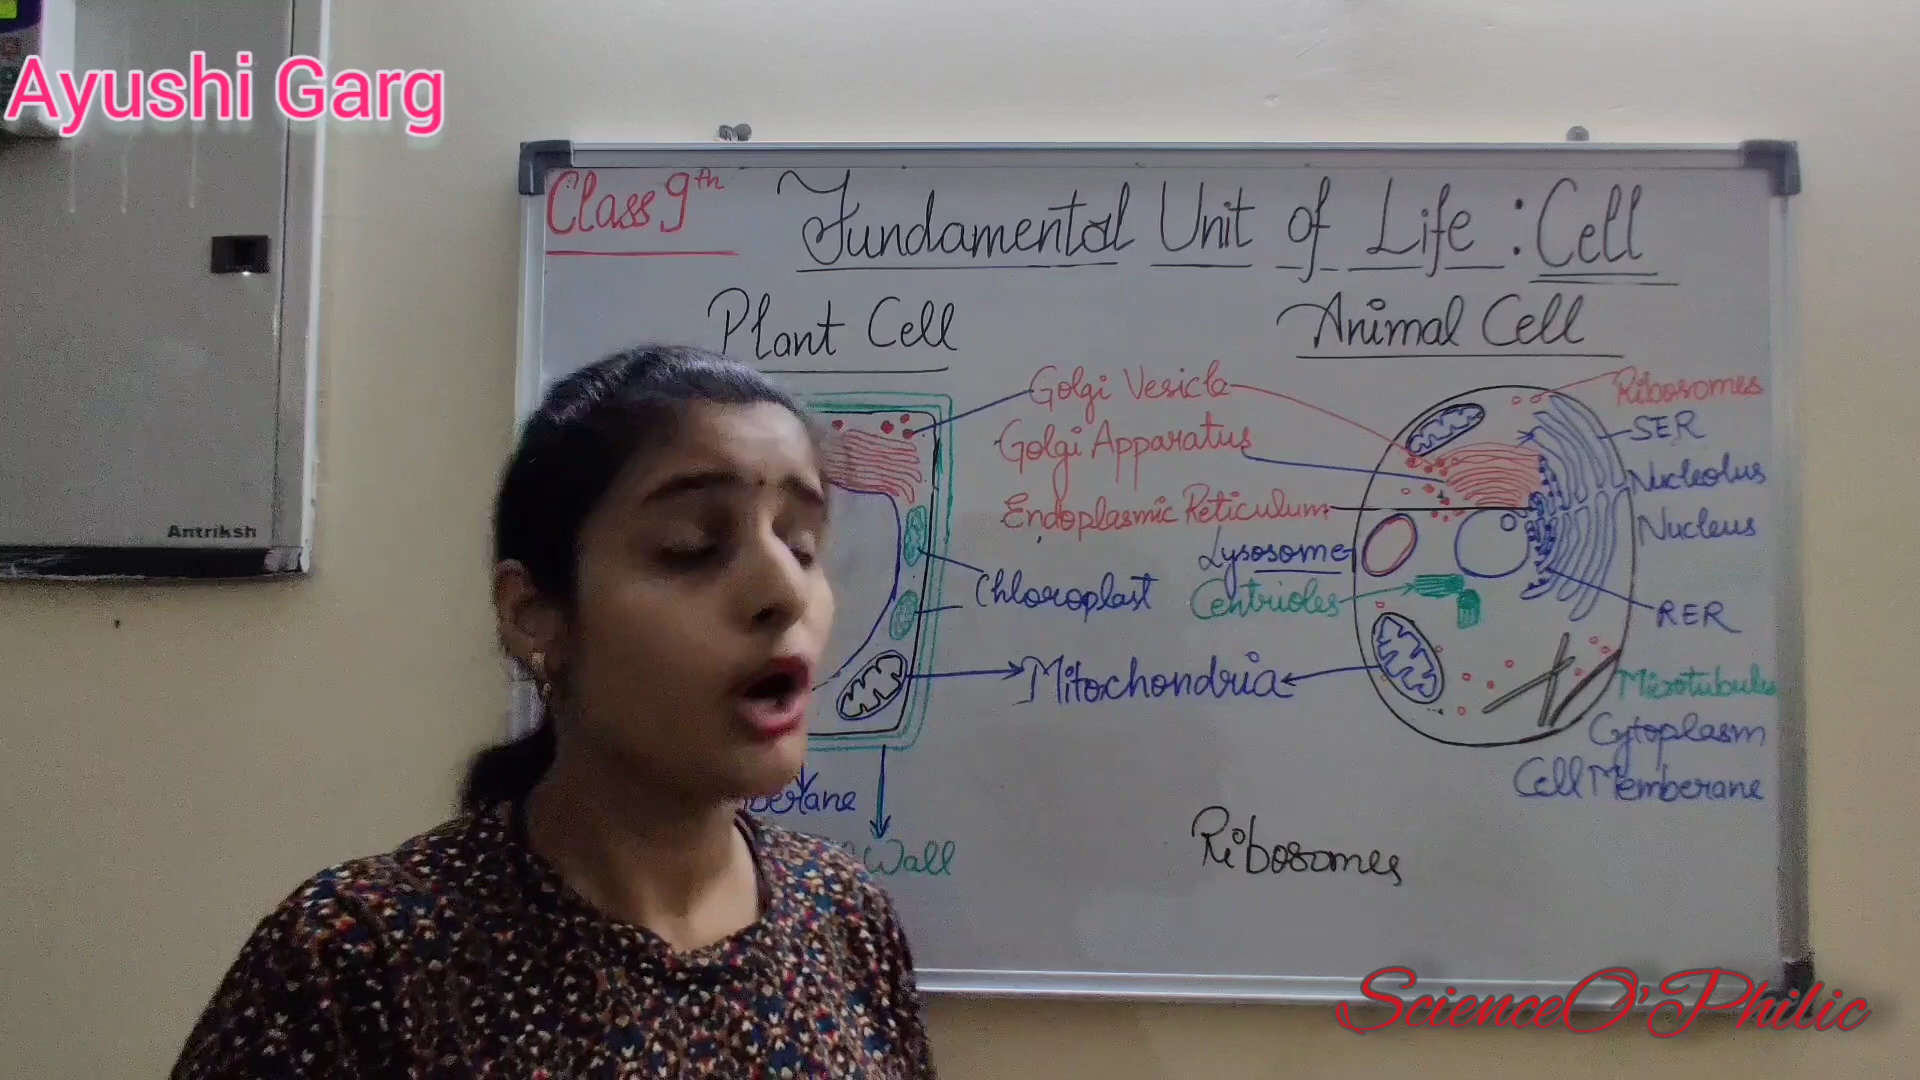 Ayushi Garg
Antriksh
Class 9th
Fundamental Unit of Life : Cell
Plant Cell
Animal Cell
Golgi Vesicle
Golgi Apparatus
Endoplasmic Reticulum
Lysosome
Centrioles
Chloroplast
Mitochondria
Ribosomes
SER
Nucleolus
Nucleus
RER
Microtubules
Cytoplasm
Cell Memberane
Wall
Ribosomes
ScienceO'Philic